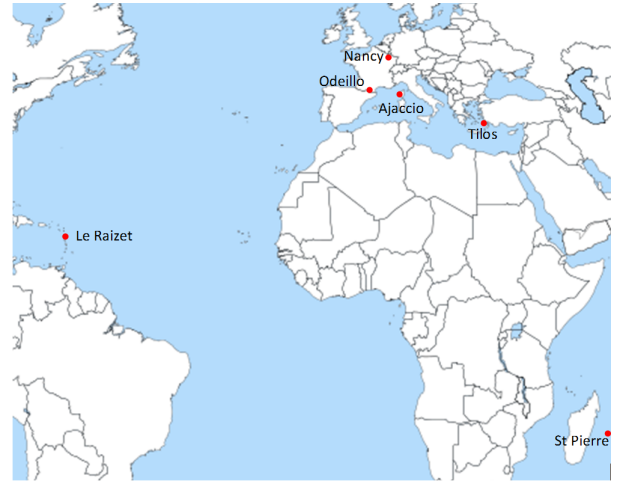 Nancy
Odeillo
Ajaccio
Tilos
Le Raizet
St Pierre